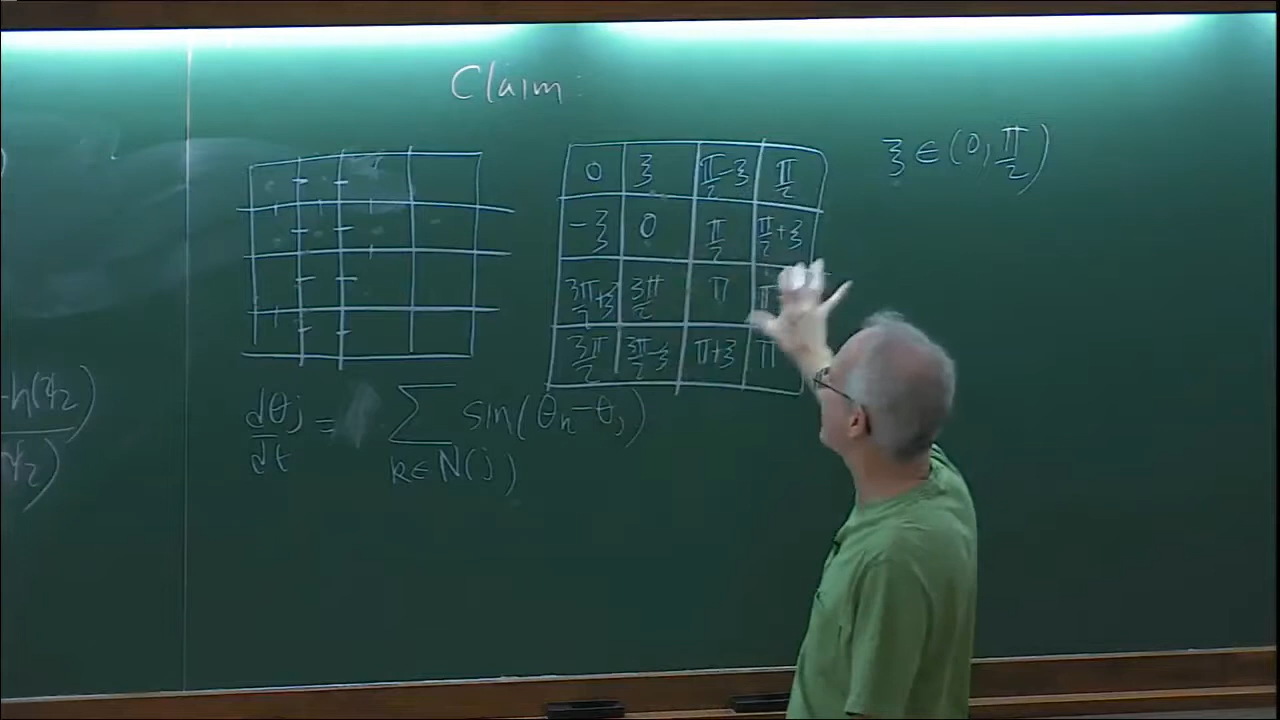 Claim:
ξ ∈ (0, π/2)
0 ξ π/2-ξ π/2
-ξ 0 π/2 π/2+ξ
3π/2+ξ 3π/2 π π
3π/2 3π/2-ξ π+ξ π
dθj/dt = ∑ k∈N(j) sin(θk-θj)